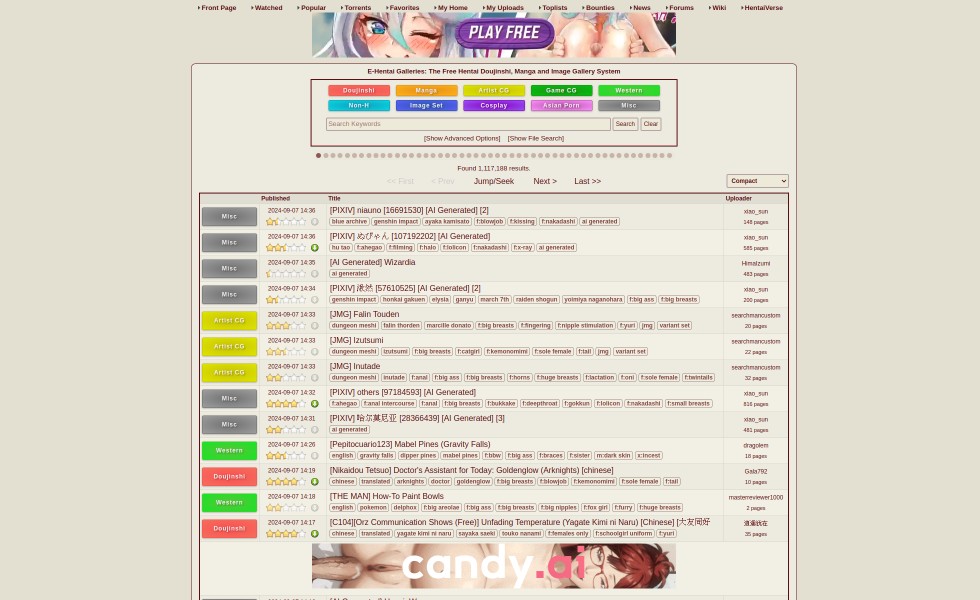 Front Page Watched Popular Torrents Favorites My Home My Uploads Toplists Bounties News Forums Wiki HentaiVerse
PLAY FREE
E-Hentai Galleries: The Free Hentai Doujinshi, Manga and Image Gallery System
Doujinshi Manga Artist CG Game CG Western
Non-H Image Set Cosplay Asian Porn Misc
Search Keywords Search Clear
[Show Advanced Options] [Show File Search]
Found 1,117,188 results.
<< First < Prev Jump/Seek Next > Last >> Compact
Published Title Uploader
Misc 2024-09-07 14:36 [PIXIV] niauno [16691530] [AI Generated] [2] xiao_sun
blue archive genshin impact ayaka kamisato f:blowjob f:kissing f:nakadashi ai generated 148 pages
Misc 2024-09-07 14:36 [PIXIV] ぬぴゃん [107192202] [AI Generated] xiao_sun
hu tao f:ahegao f:filming f:halo f:lolicon f:nakadashi f:x-ray ai generated 585 pages
Misc 2024-09-07 14:35 [AI Generated] Wizardia HimaIzumi
ai generated 463 pages
Misc 2024-09-07 14:34 [PIXIV] [57610525] [AI Generated] [2] xiao_sun
genshin impact honkai gakuen elysia ganyu march 7th raiden shogun yoimiya naganohara f:big ass f:big breasts 200 pages
Artist CG 2024-09-07 14:33 [JMG] Falin Touden searchmancustom
dungeon meshi falin thorden marcille donato f:big breasts f:fingering f:nipple stimulation f:yuri jmg variant set 20 pages
Artist CG 2024-09-07 14:33 [JMG] Izutsumi searchmancustom
dungeon meshi izutsumi f:big breasts f:catgirl f:kemonomimi f:sole female f:tail jmg variant set 22 pages
Artist CG 2024-09-07 14:33 [JMG] Inutade searchmancustom
dungeon meshi inutade f:anal f:big ass f:big breasts f:horns f:huge breasts f:lactation f:oni f:sole female f:twintails 32 pages
Misc 2024-09-07 14:32 [PIXIV] others [97184593] [AI Generated] xiao_sun
f:ahegao f:anal intercourse f:anal f:big breasts f:bukkake f:deepthroat f:gokkun f:lolicon f:nakadashi f:small breasts 816 pages
Misc 2024-09-07 14:31 [PIXIV] 哈尔莫尼亚 [28366439] [AI Generated] [3] xiao_sun
ai generated 481 pages
Western 2024-09-07 14:26 [Pepitocuario123] Mabel Pines (Gravity Falls) dragolem
english gravity falls dipper pines mabel pines f:bbw f:big ass f:braces f:sister m:dark skin x:incest 18 pages
Doujinshi 2024-09-07 14:19 [Nikaidou Tetsuo] Doctor's Assistant for Today: Goldenglow (Arknights) [chinese] Gata792
chinese translated arknights doctor goldenglow f:big breasts f:blowjob f:kemonomimi f:sole female f:tail 10 pages
Western 2024-09-07 14:18 [THE MAN] How-To Paint Bowls masterreviewer1000
english pokemon delphox f:big areolae f:big ass f:big breasts f:big nipples f:fox girl f:furry f:huge breasts 2 pages
Doujinshi 2024-09-07 14:17 [C104][Orz Communication Shows (Free)] Unfading Temperature (Yagate Kimi ni Naru) [Chinese] [大友同好
chinese translated yagate kimi ni naru sayaka saeki touko nanami f:females only f:schoolgirl uniform f:yuri 35 pages
candy.ai